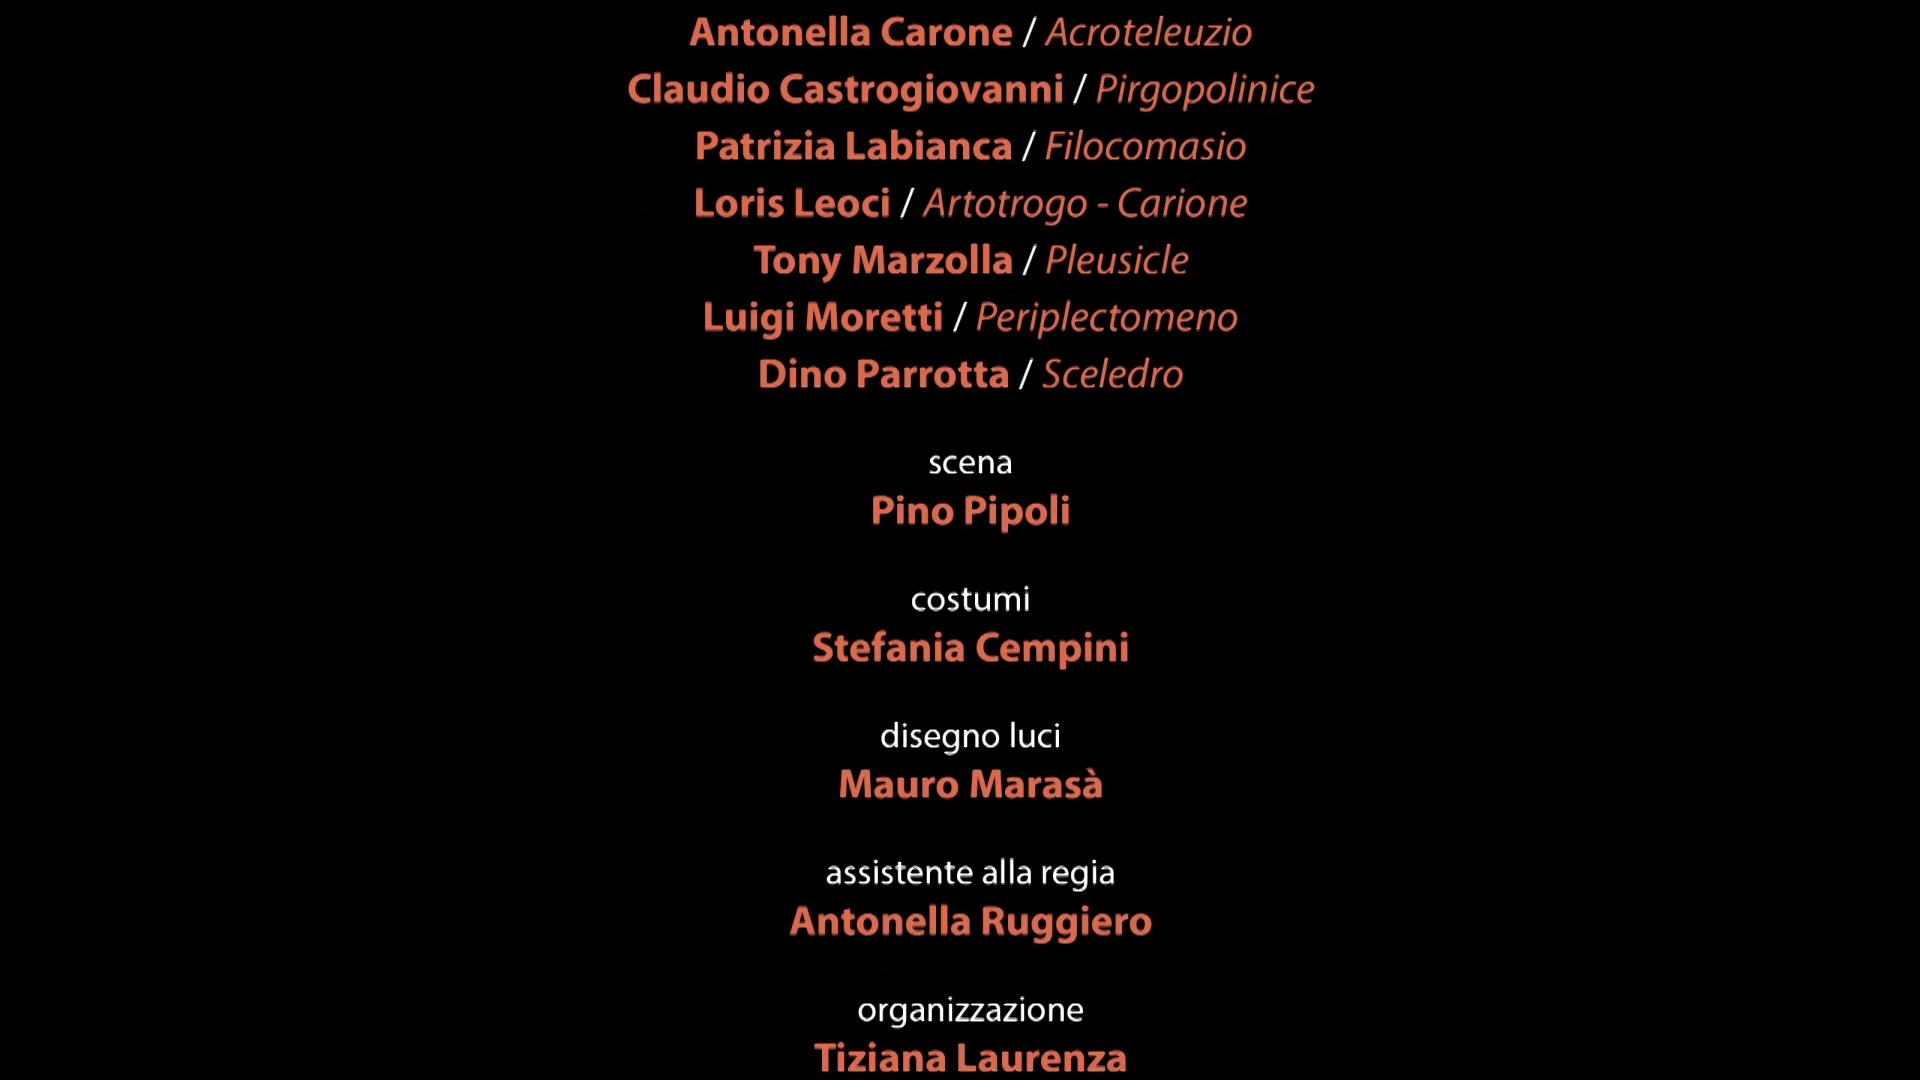 Antonella Carone / Acroteleuzio
Claudio Castrogiovanni / Pirgopolinice
Patrizia Labianca / Filocomasio
Loris Leoci / Artotrogo - Carione
Tony Marzolla / Pleusicle
Luigi Moretti / Periplectomeno
Dino Parrotta / Sceledro
scena
Pino Pipoli
costumi
Stefania Cempini
disegno luci
Mauro Marasà
assistente alla regia
Antonella Ruggiero
organizzazione
Tiziana Laurenza